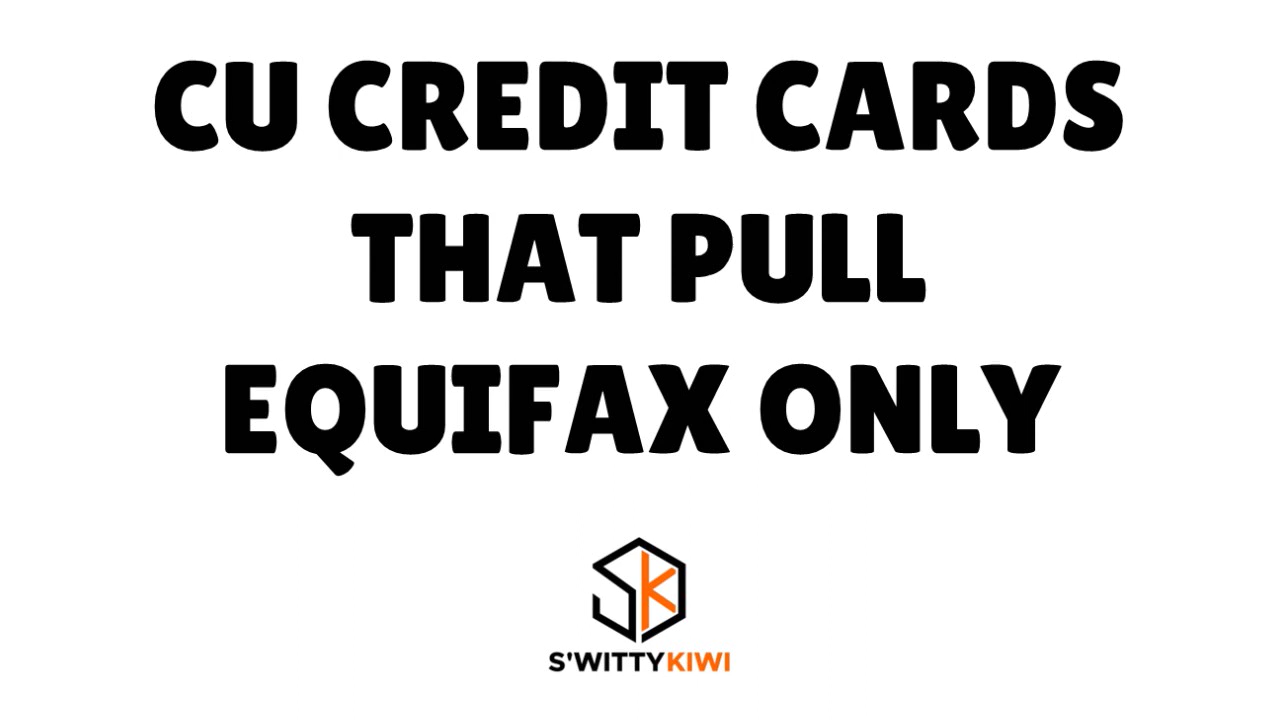 CU CREDIT CARDS
THAT PULL
EQUIFAX ONLY
SK
S'WITTYKIWI